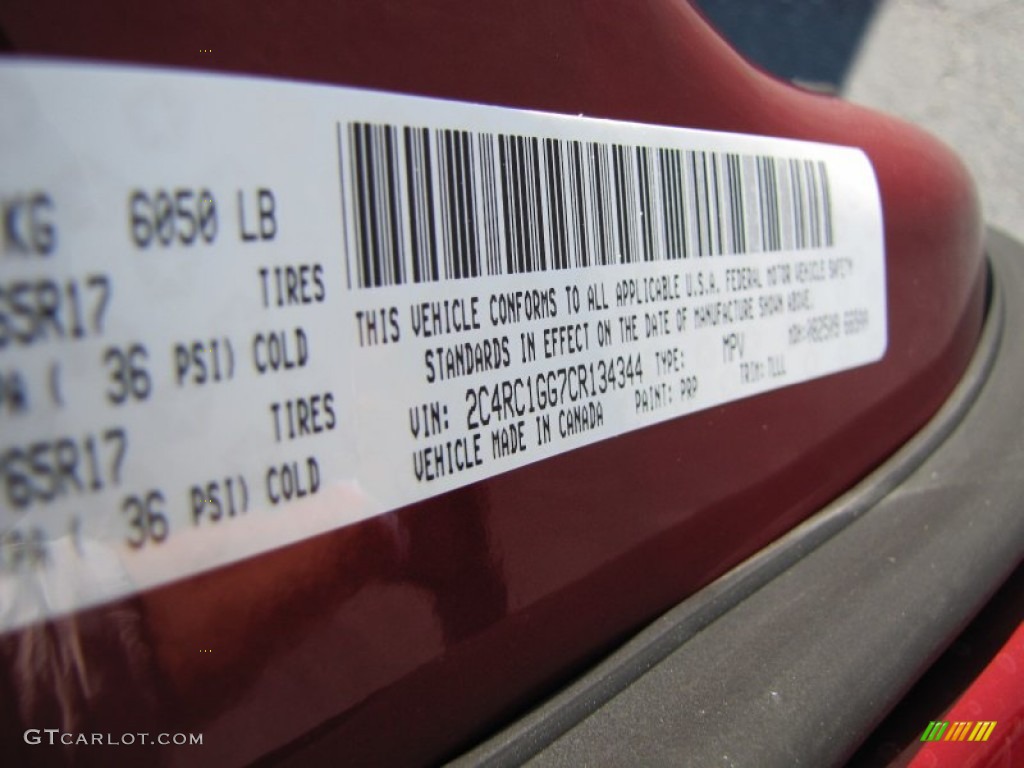 KG 6050 LB
65R17 TIRES
( 36 PSI) COLD
65R17 TIRES
( 36 PSI) COLD
THIS VEHICLE CONFORMS TO ALL APPLICABLE U.S.A. FEDERAL MOTOR VEHICLE SAFETY
STANDARDS IN EFFECT ON THE DATE OF MANUFACTURE SHOWN ABOVE.
VIN: 2C4RC1GG7CR134344 TYPE: MPV
VEHICLE MADE IN CANADA PAINT: PRP TRIM:
GTCARLOT.COM